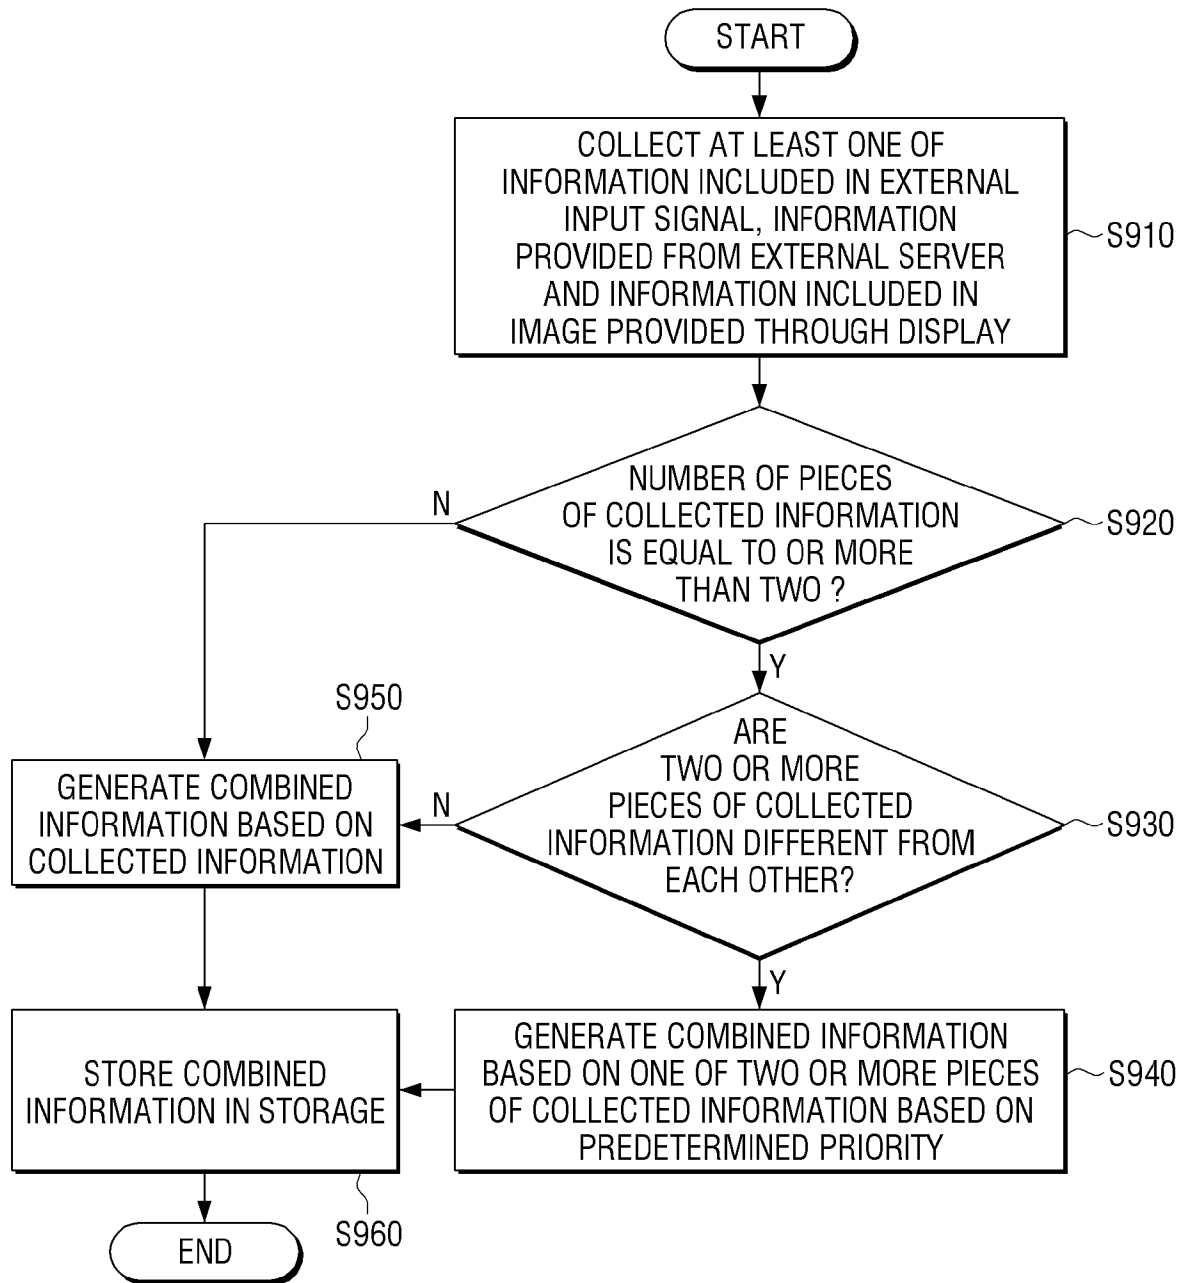 START
COLLECT AT LEAST ONE OF
INFORMATION INCLUDED IN EXTERNAL
INPUT SIGNAL, INFORMATION
PROVIDED FROM EXTERNAL SERVER
AND INFORMATION INCLUDED IN
IMAGE PROVIDED THROUGH DISPLAY
S910
NUMBER OF PIECES
OF COLLECTED INFORMATION
IS EQUAL TO OR MORE
THAN TWO ?
N
S920
Y
ARE
TWO OR MORE
PIECES OF COLLECTED
INFORMATION DIFFERENT FROM
EACH OTHER?
N
S930
S950
GENERATE COMBINED
INFORMATION BASED ON
COLLECTED INFORMATION
Y
GENERATE COMBINED INFORMATION
BASED ON ONE OF TWO OR MORE PIECES
OF COLLECTED INFORMATION BASED ON
PREDETERMINED PRIORITY
S940
STORE COMBINED
INFORMATION IN STORAGE
S960
END